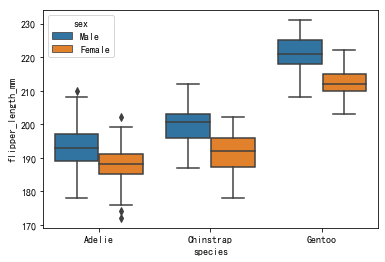 sex
Male
Female
230
220
210
200
190
180
170
flipper_length_mm
Adelie Chinstrap Gentoo
species